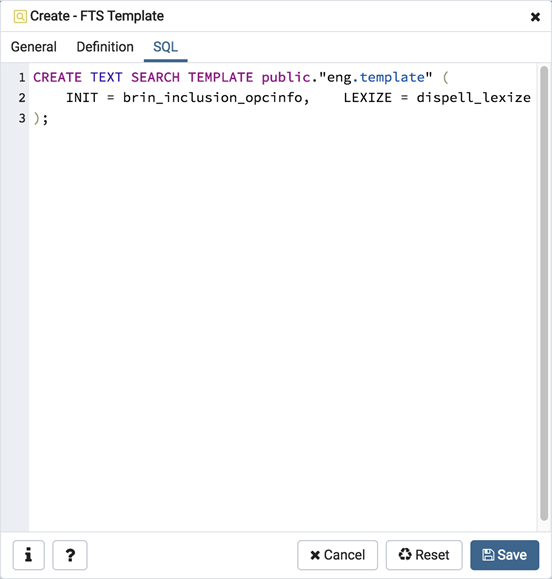 Create - FTS Template
General Definition SQL
1 CREATE TEXT SEARCH TEMPLATE public."eng.template" (
2     INIT = brin_inclusion_opcinfo,    LEXIZE = dispell_lexize
3 );
i ? Cancel Reset Save